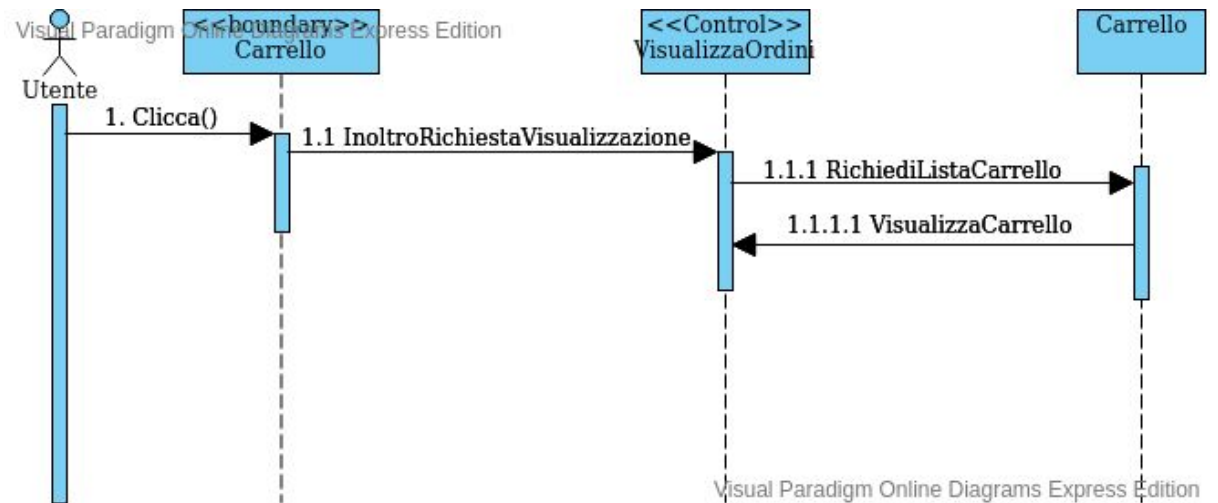 Visual Paradigm Online Diagrams Express Edition
<<boundary>>
Carrello
<<Control>>
VisualizzaOrdini
Carrello
Utente
1. Clicca()
1.1 InoltroRichiestaVisualizzazione
1.1.1 RichiediListaCarrello
1.1.1.1 VisualizzaCarrello
Visual Paradigm Online Diagrams Express Edition